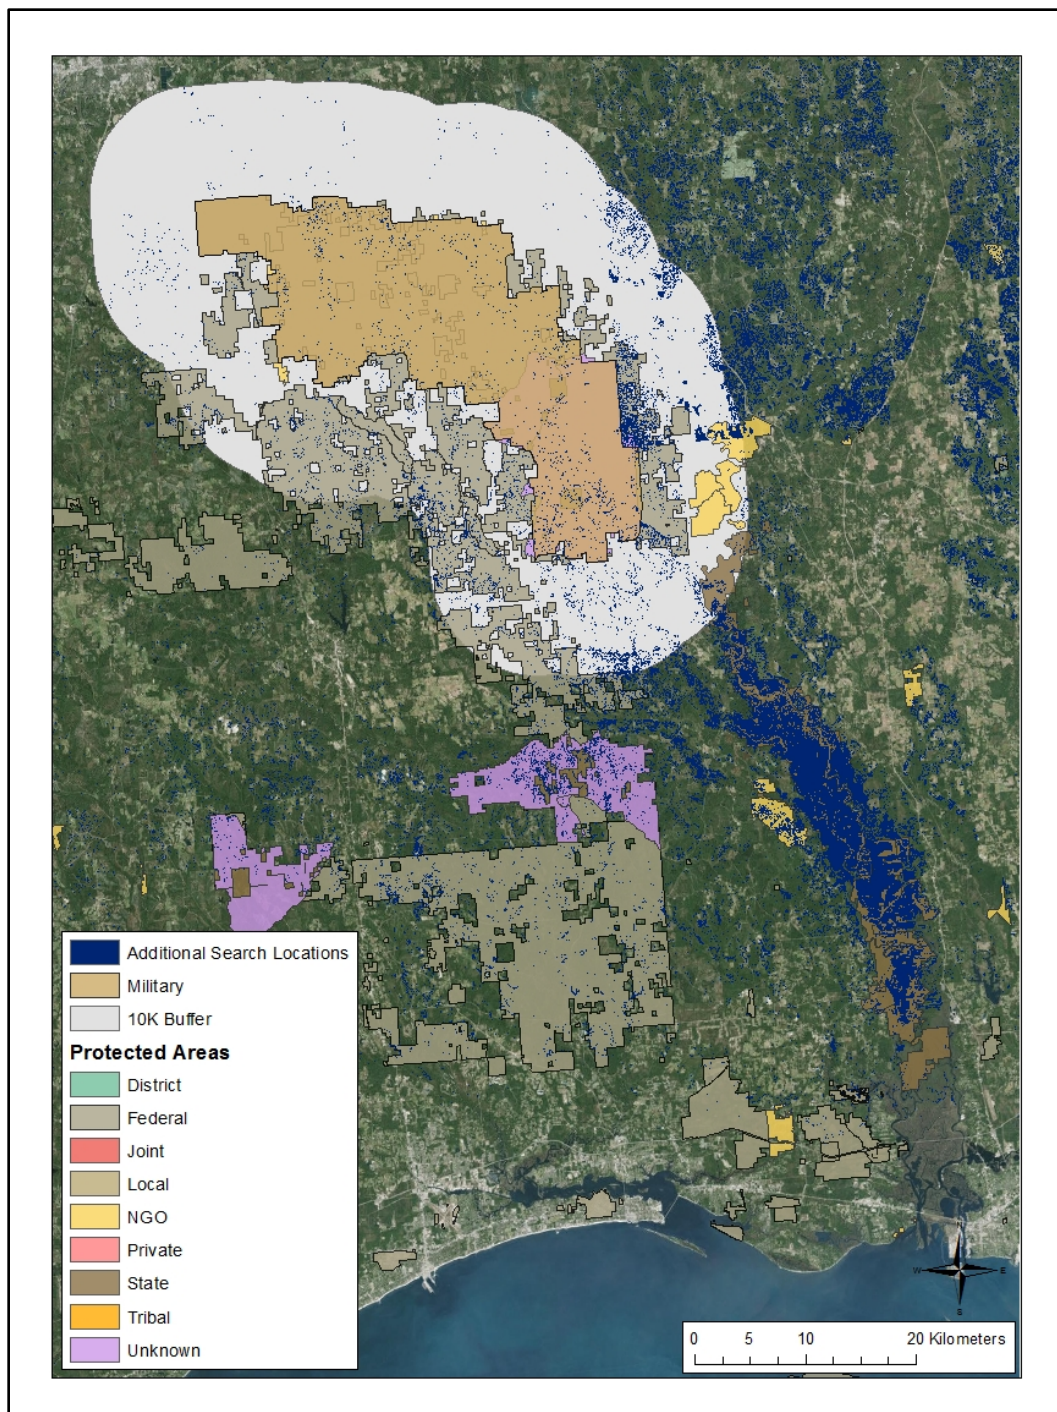 Additional Search Locations
Military
10K Buffer
Protected Areas
District
Federal
Joint
Local
NGO
Private
State
Tribal
Unknown
N
W
E
S
0 5 10 20 Kilometers